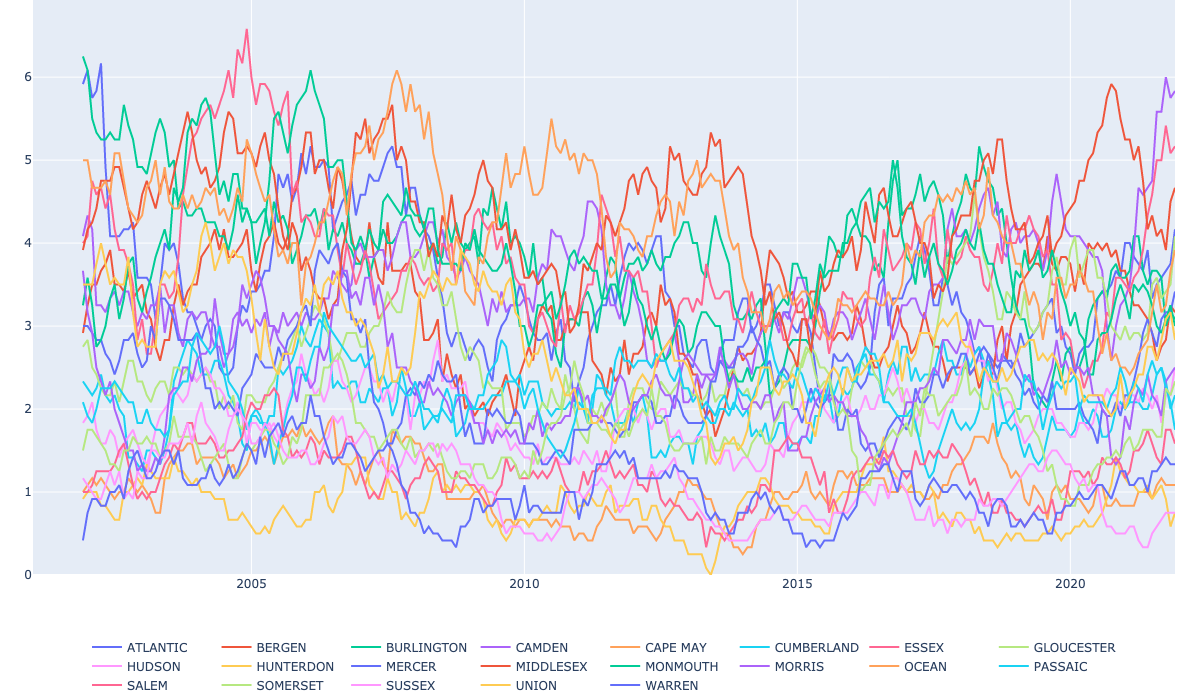 6
5
4
3
2
1
0
2005 2010 2015 2020
ATLANTIC BERGEN BURLINGTON CAMDEN CAPE MAY CUMBERLAND ESSEX GLOUCESTER
HUDSON HUNTERDON MERCER MIDDLESEX MONMOUTH MORRIS OCEAN PASSAIC
SALEM SOMERSET SUSSEX UNION WARREN